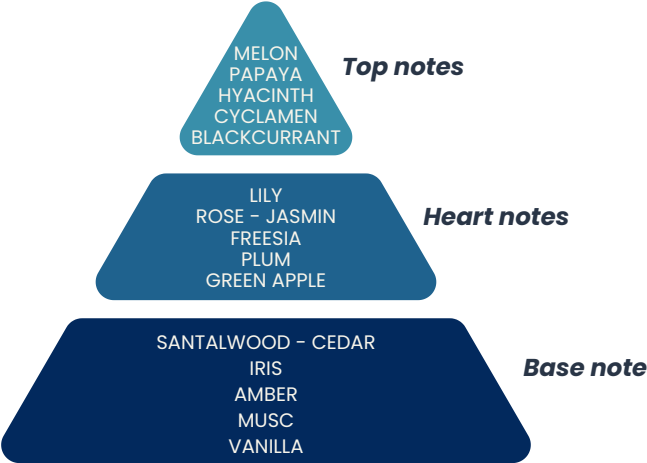 MELON
PAPAYA
HYACINTH
CYCLAMEN
BLACKCURRANT
Top notes
LILY
ROSE - JASMIN
FREESIA
PLUM
GREEN APPLE
Heart notes
SANTALWOOD - CEDAR
IRIS
AMBER
MUSC
VANILLA
Base note